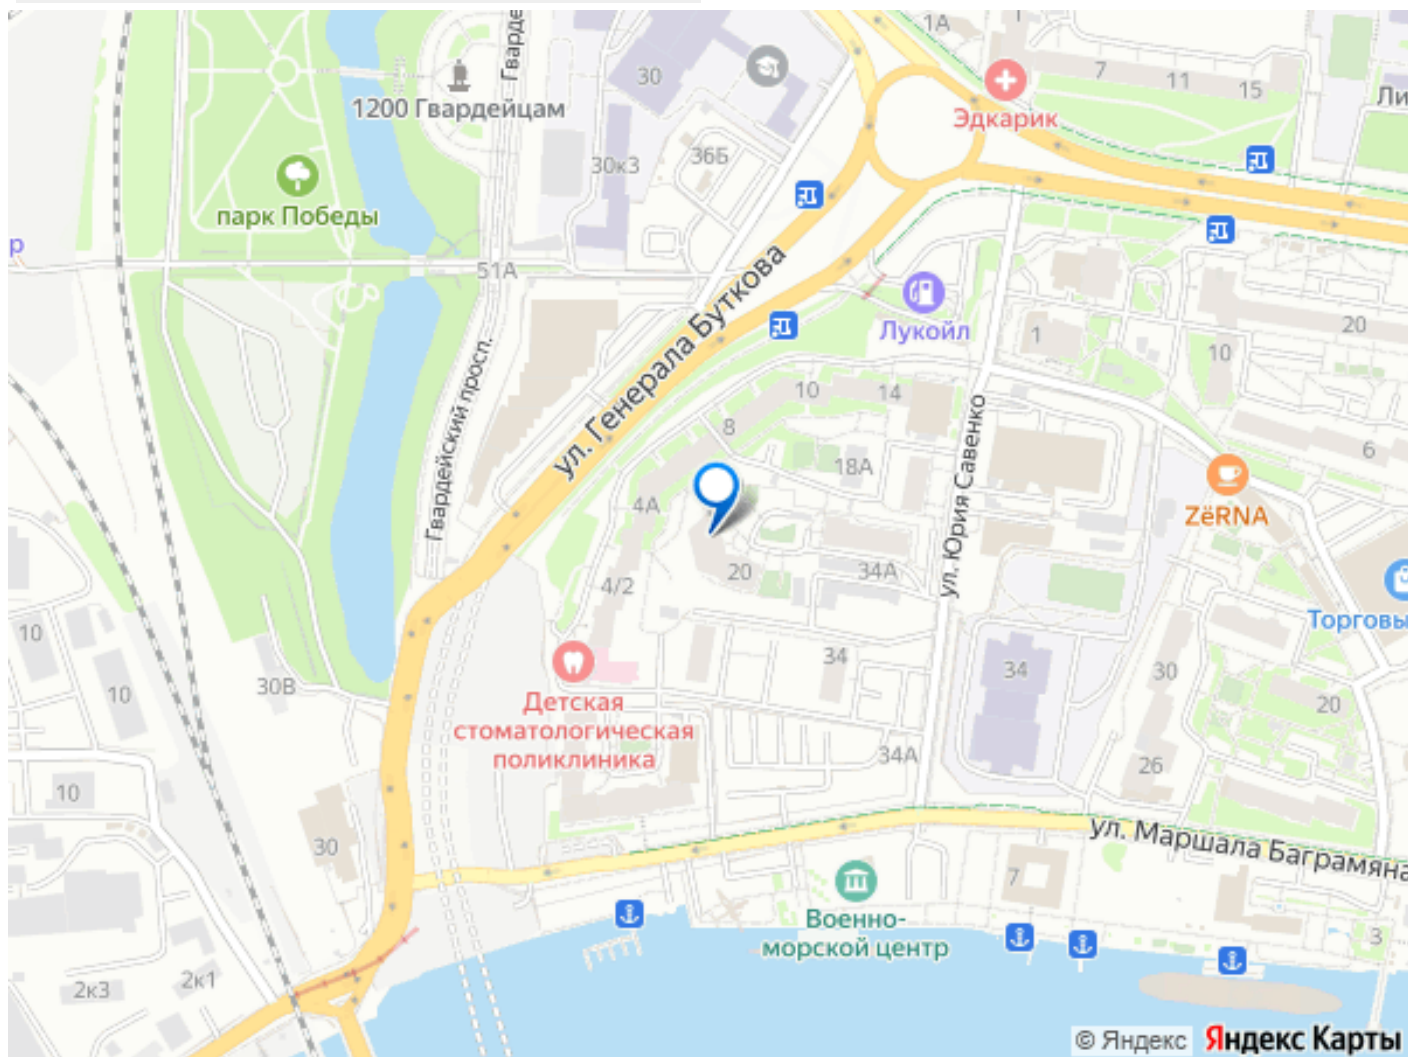 1А
1
Гварде
30
7
11
15
Ли
1200 Гвардейцам
Эдкарик
36Б
30к3
парк Победы
р
51А
ул. Генерала Буткова
Лукойл
20
1
10
Гвардейский просп.
10
14
8
ул. Юрия Савенко
6
18А
4А
ZёRNA
20
34А
4/2
Торговы
10
34
34
30
10
30В
20
Детская
стоматологическая
поликлиника
34А
26
10
ул. Маршала Баграмяна
30
7
Военно-
морской центр
3
2к1
2к3
© Яндекс Яндекс Карты